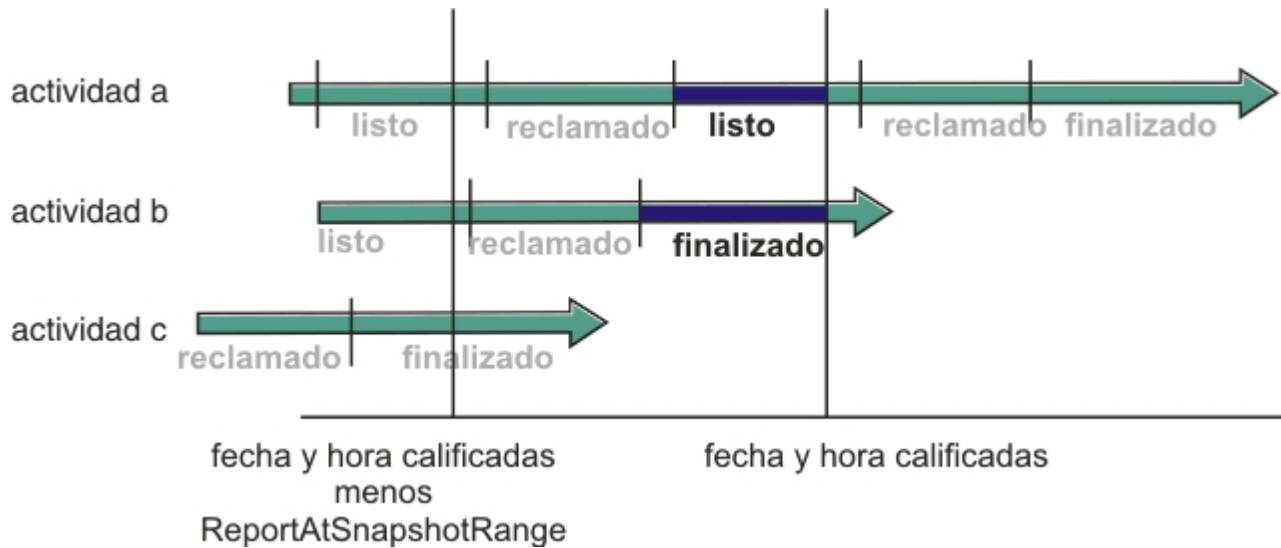 actividad a
listo reclamado listo reclamado finalizado
actividad b
listo reclamado finalizado
actividad c
reclamado finalizado
fecha y hora calificadas
menos
ReportAtSnapshotRange
fecha y hora calificadas